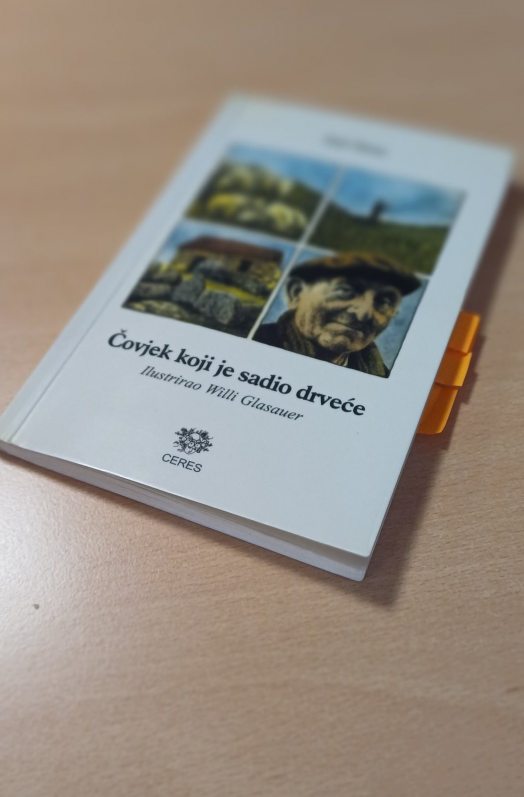 Čovjek koji je sadio drveće
Ilustrirao Willi Glasauer
CERES